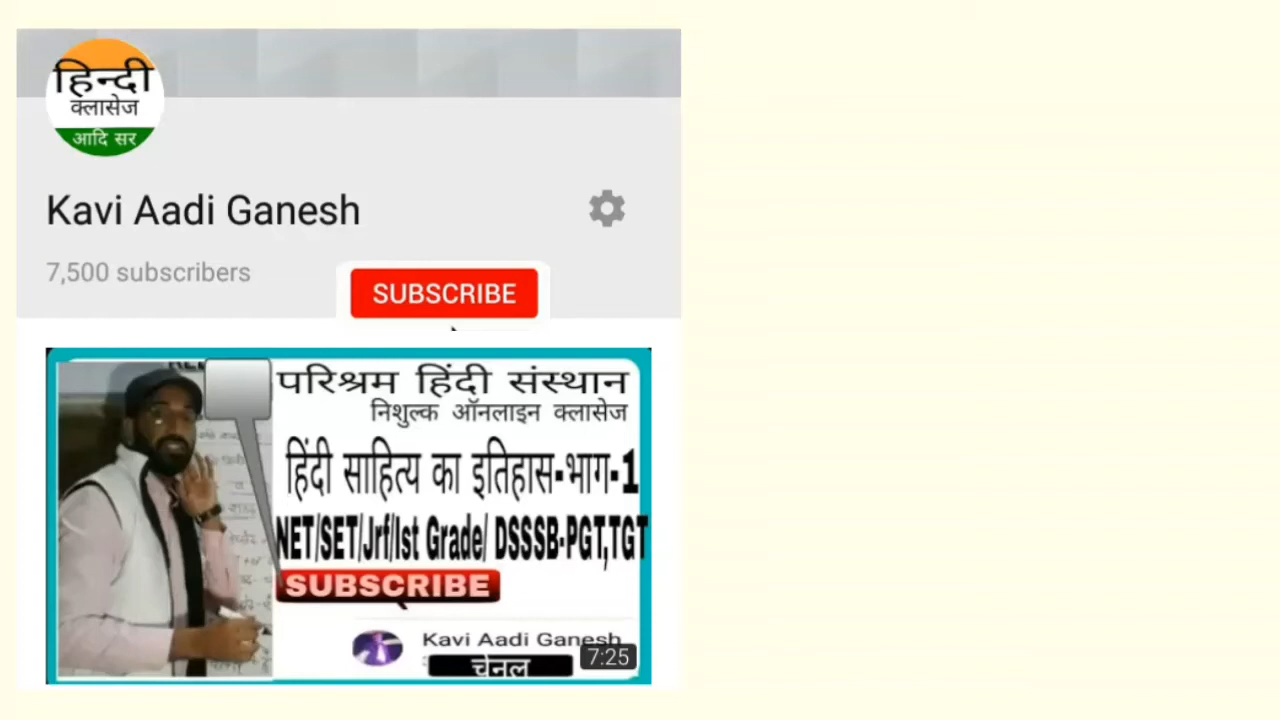 हिन्दी
क्लासेज
आदि सर
Kavi Aadi Ganesh
7,500 subscribers
SUBSCRIBE
परिश्रम हिंदी संस्थान
निशुल्क ऑनलाइन क्लासेज
हिंदी साहित्य का इतिहास-भाग-1
NET/SET/Jrf/Ist Grade/ DSSSB-PGT,TGT
SUBSCRIBE
Kavi Aadi Ganesh
7:25
चेनल